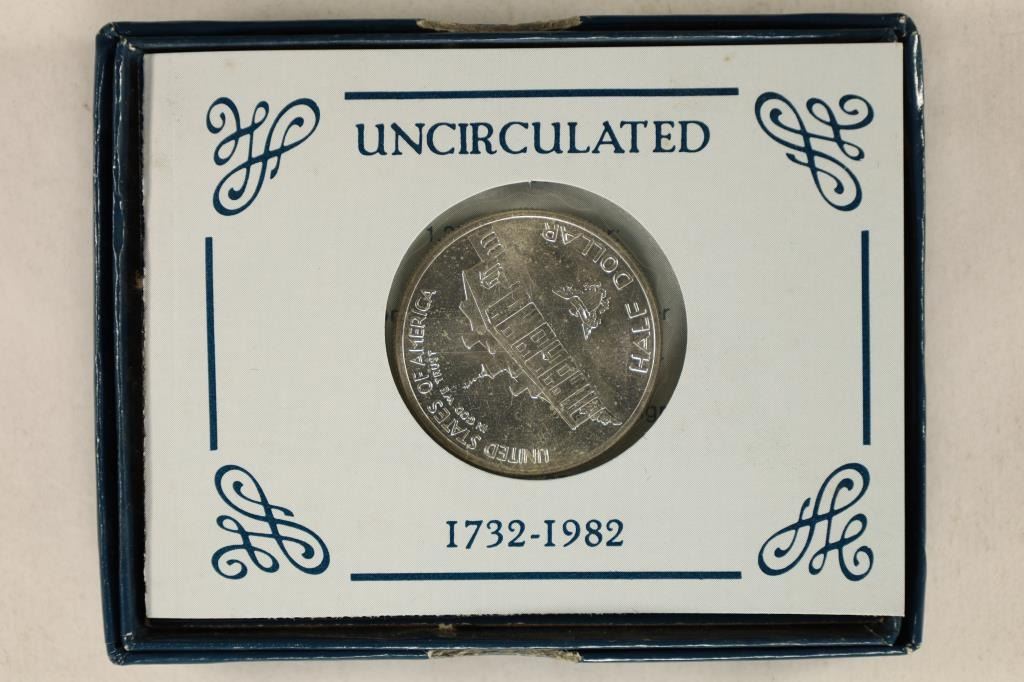 UNCIRCULATED
HALF DOLLAR
UNITED STATES OF AMERICA
IN GOD WE TRUST
1732-1982